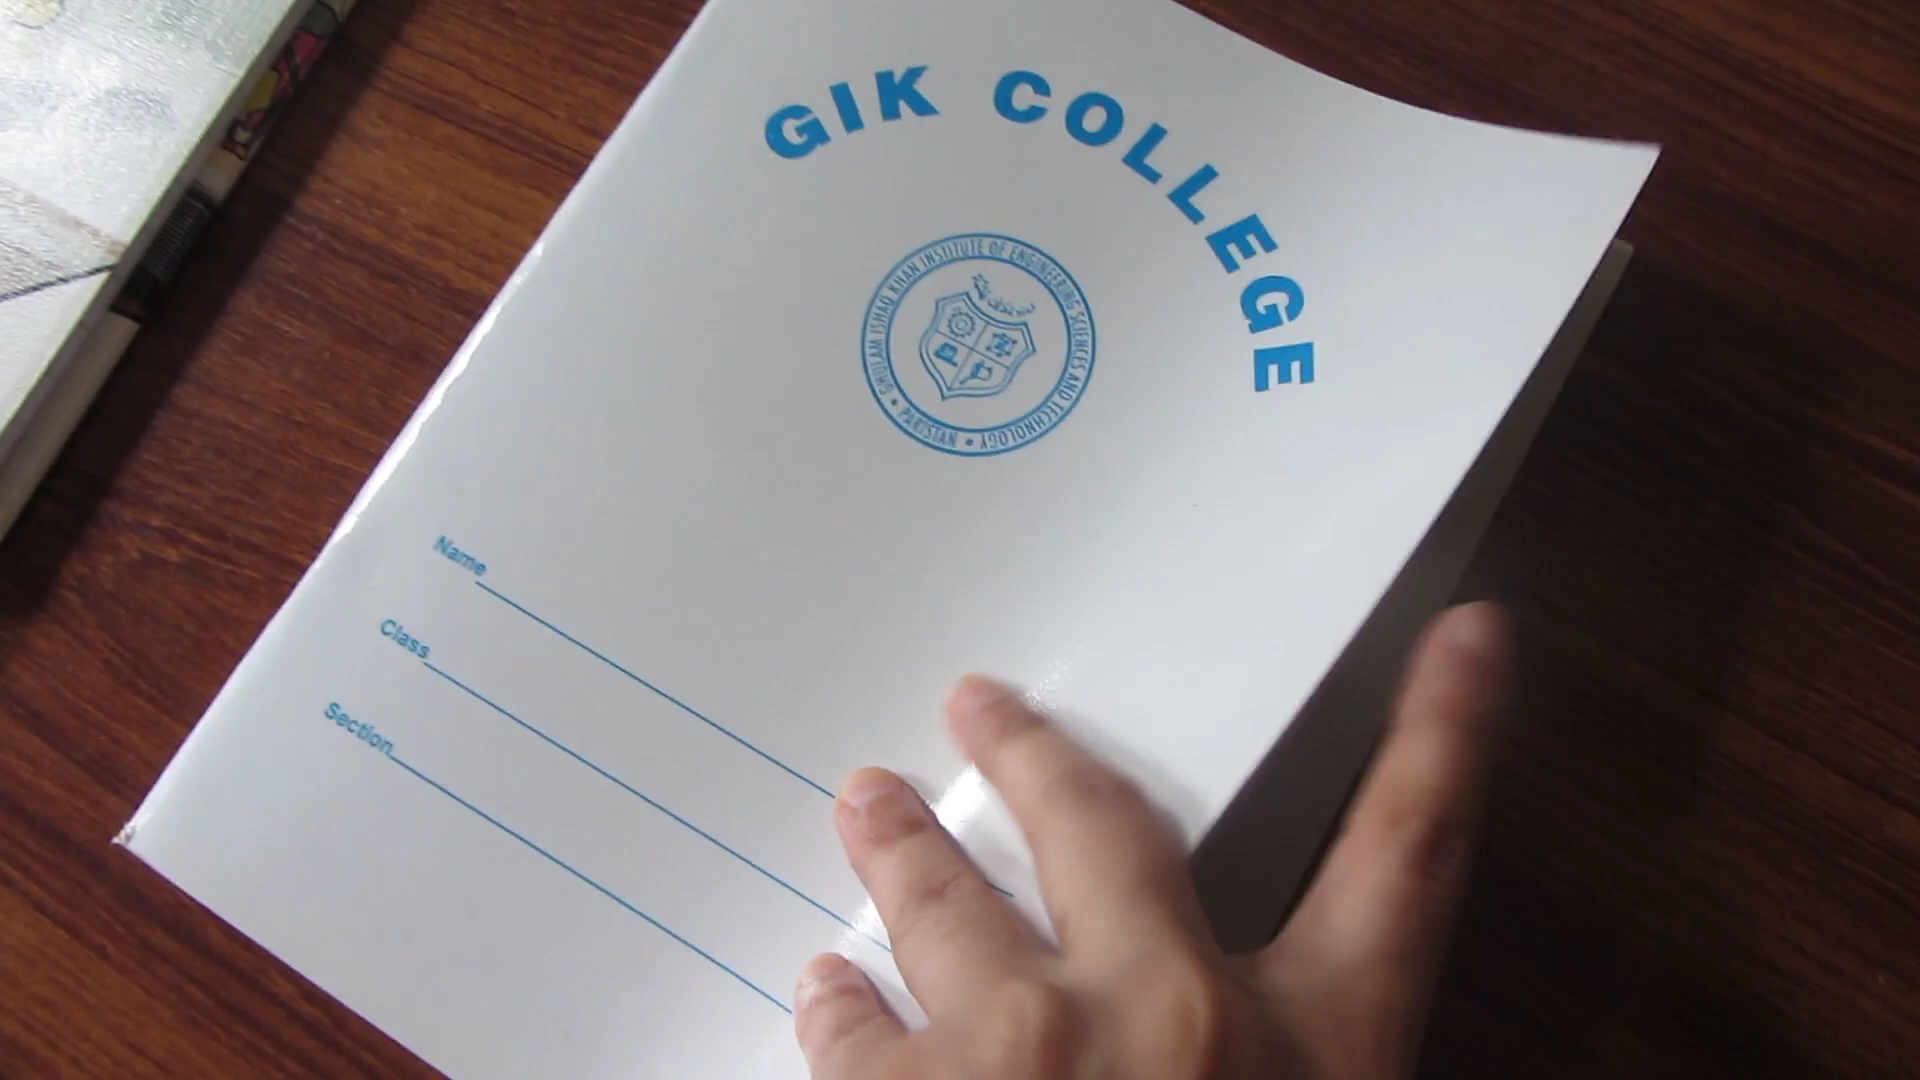 GIK COLLEGE
GHULAM ISHAQ KHAN INSTITUTE OF ENGINEERING SCIENCES AND TECHNOLOGY • PAKISTAN •
Name
Class
Section